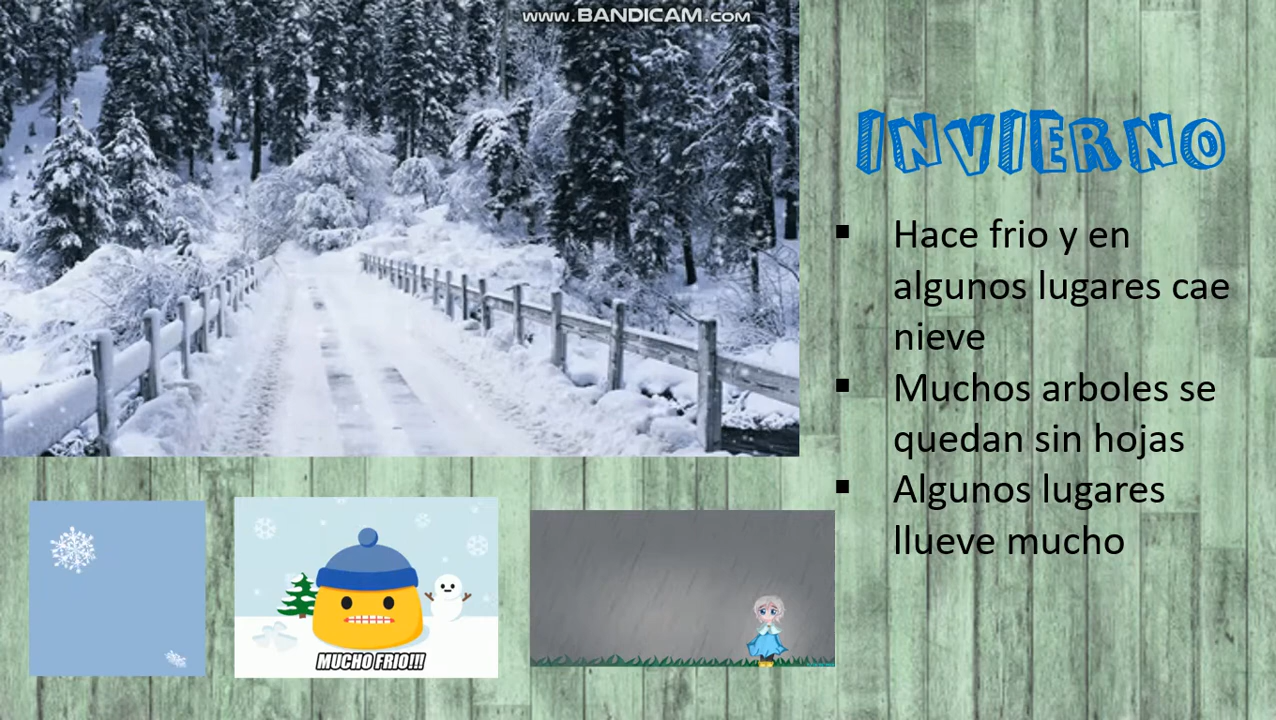 www.BANDICAM.com
INVIERNO
▪ Hace frio y en
algunos lugares cae
nieve
▪ Muchos arboles se
quedan sin hojas
▪ Algunos lugares
llueve mucho
MUCHO FRIO!!!